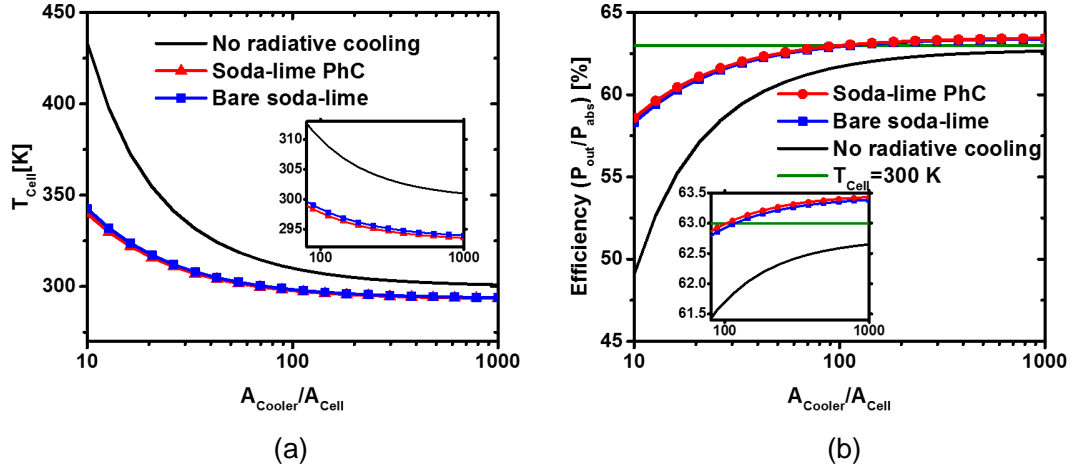 450
400
350
300
T_Cell[K]
No radiative cooling
Soda-lime PhC
Bare soda-lime
310
305
300
295
100
1000
10
100
1000
A_Cooler/A_Cell
(a)
65
60
55
50
45
Efficiency (P_out/P_abs) [%]
Soda-lime PhC
Bare soda-lime
No radiative cooling
T_Cell=300 K
63.5
63.0
62.5
62.0
61.5
100
1000
10
100
1000
A_Cooler/A_Cell
(b)